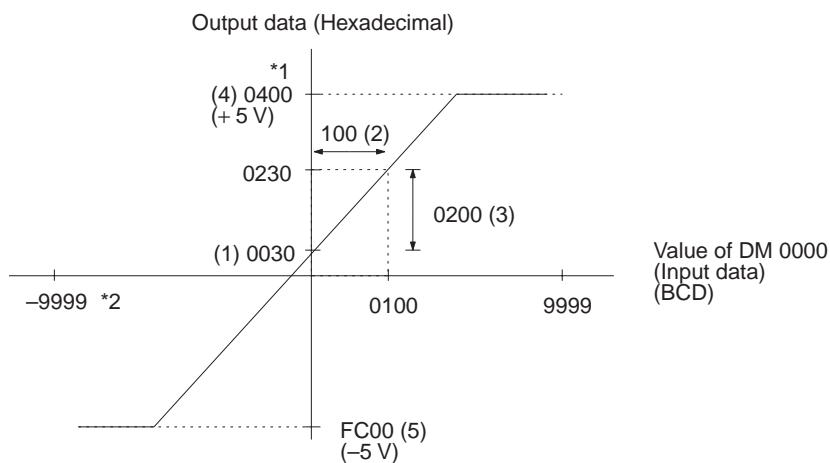 Output data (Hexadecimal)
*1
(4) 0400
(+ 5 V)
100 (2)
0230
0200 (3)
(1) 0030
Value of DM 0000
(Input data)
(BCD)
–9999 *2
0100
9999
FC00 (5)
(–5 V)